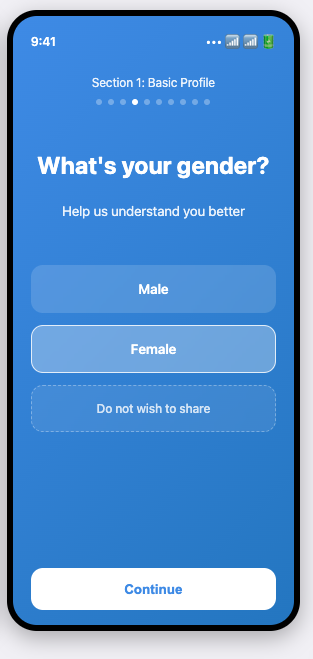 9:41
Section 1: Basic Profile
What's your gender?
Help us understand you better
Male
Female
Do not wish to share
Continue